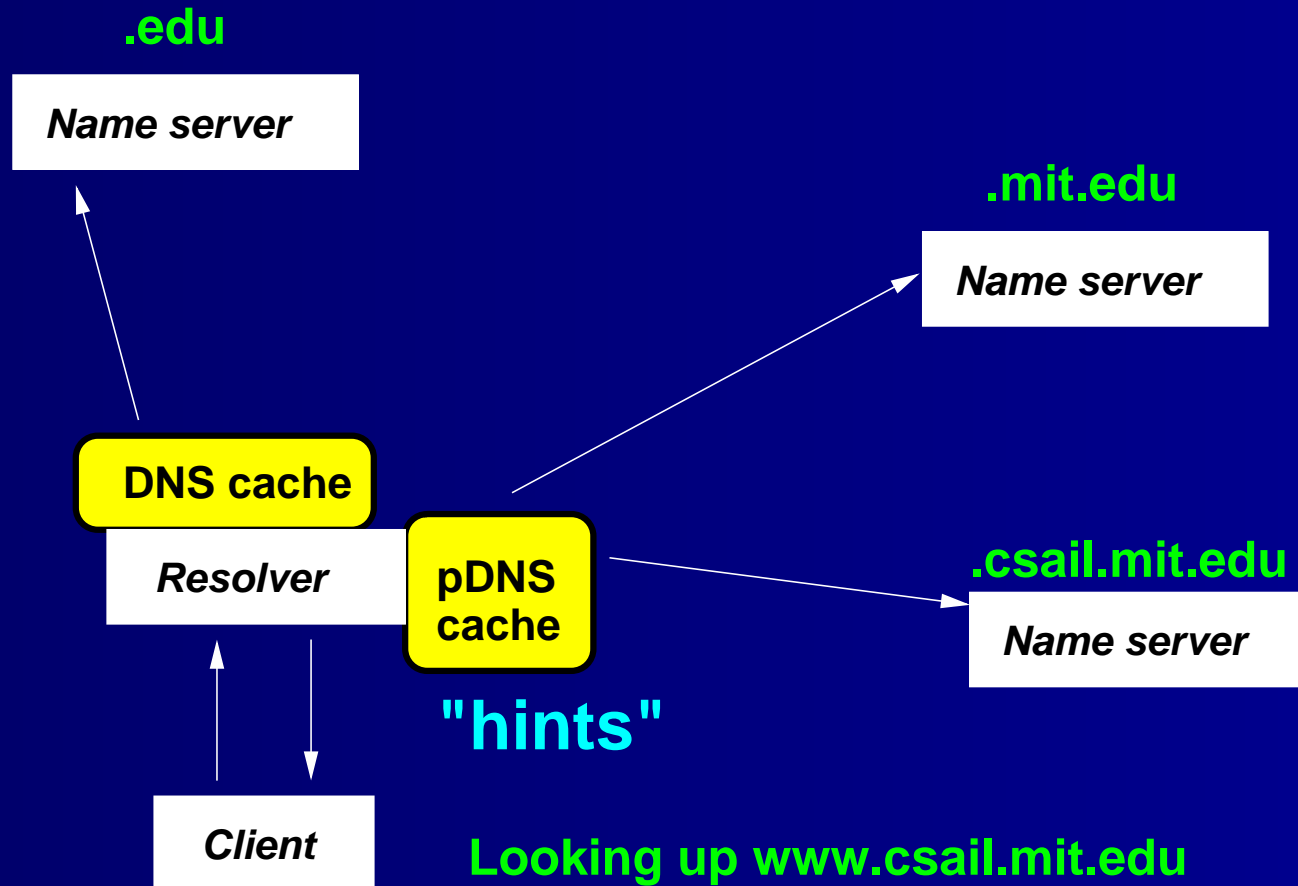 .edu
Name server
.mit.edu
Name server
DNS cache
Resolver
pDNS
cache
.csail.mit.edu
Name server
"hints"
Client
Looking up www.csail.mit.edu